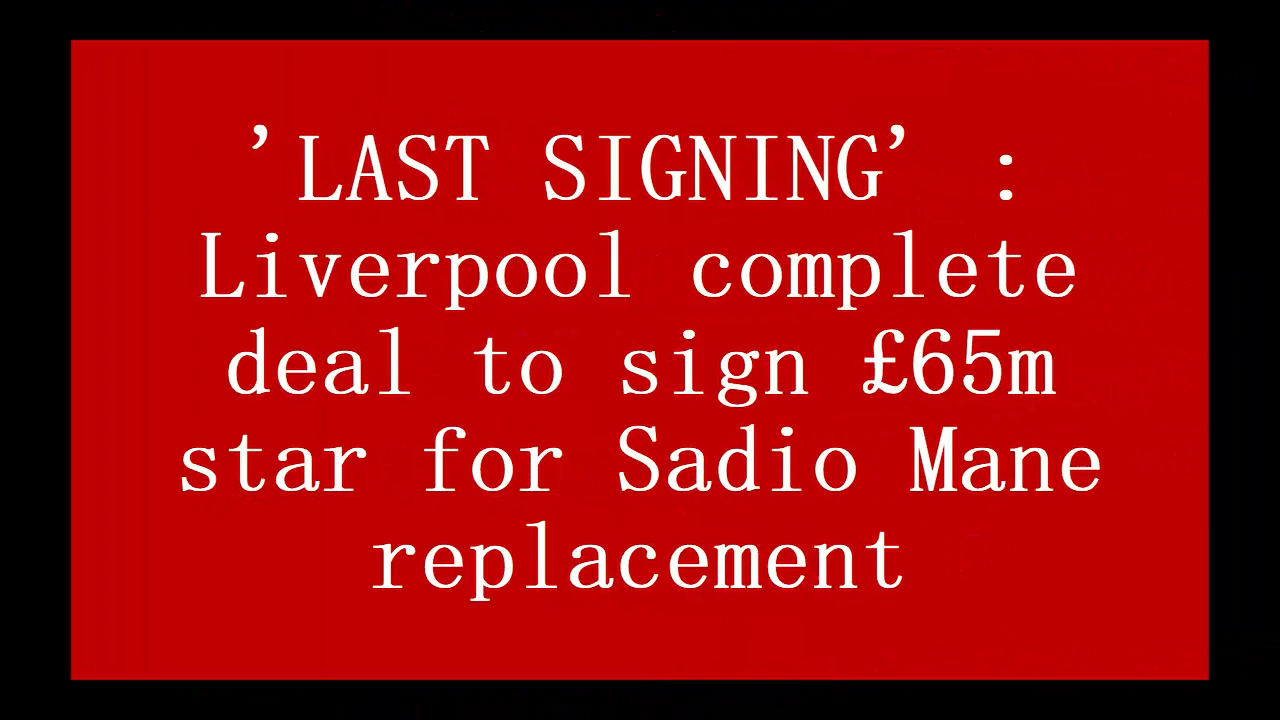 ’LAST SIGNING’ :
Liverpool complete
deal to sign £65m
star for Sadio Mane
replacement